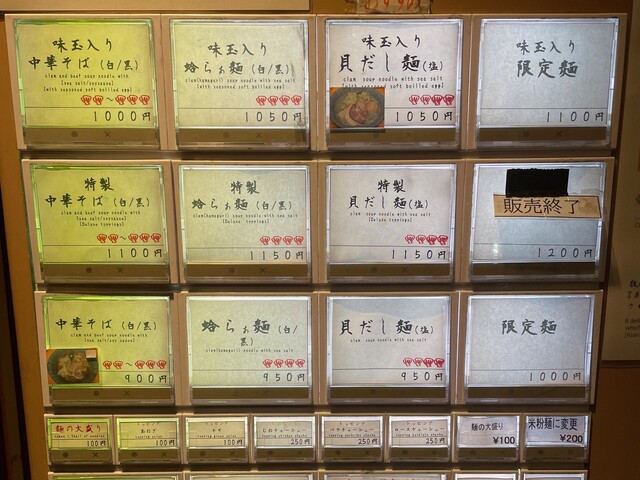 味玉入り
中華そば (白/黒)
clam and beef soup noodle with
[sea salt/soysauce]
[with seasoned soft boilled egg]
1000円
味玉入り
蛤らぁ麺 (白/黒)
clam(hamaguri) soup noodle with sea salt
[with seasoned soft boilled egg]
1050円
味玉入り
貝だし麺 (塩)
clam soup noodle with sea salt
[with seasoned soft boilled egg]
1050円
味玉入り
限定麺
1100円
特製
中華そば (白/黒)
clam and beef soup noodle with
[sea salt/soysauce]
[Deluxe toppings]
1100円
特製
蛤らぁ麺 (白/黒)
clam(hamaguri) soup noodle with sea salt
[Deluxe toppings]
1150円
特製
貝だし麺 (塩)
clam soup noodle with sea salt
[Deluxe toppings]
1150円
販売終了
1200円
中華そば (白/黒)
clam and beef soup noodle with
[sea salt/soy sauce]
900円
蛤らぁ麺 (白/
黒)
clam(hamaguri) soup noodle with sea salt
950円
貝だし麺 (塩)
clam soup noodle with sea salt
950円
限定麺
1000円
麺の大盛り
100円
100円
100円
250円
250円
ロースチャーシュー
250円
麺の大盛り
¥100
米粉麺に変更
¥200